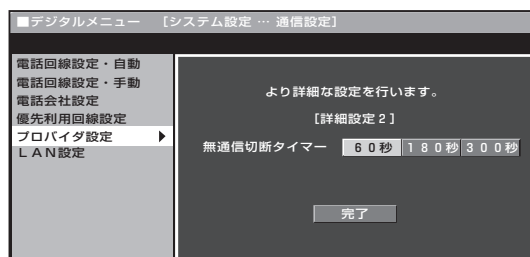 ■デジタルメニュー [システム設定 … 通信設定]
電話回線設定・自動
電話回線設定・手動
電話会社設定
優先利用回線設定
プロバイダ設定 ▶
ＬＡＮ設定
より詳細な設定を行います。
[詳細設定２]
無通信切断タイマー ６０秒 １８０秒 ３００秒
完了